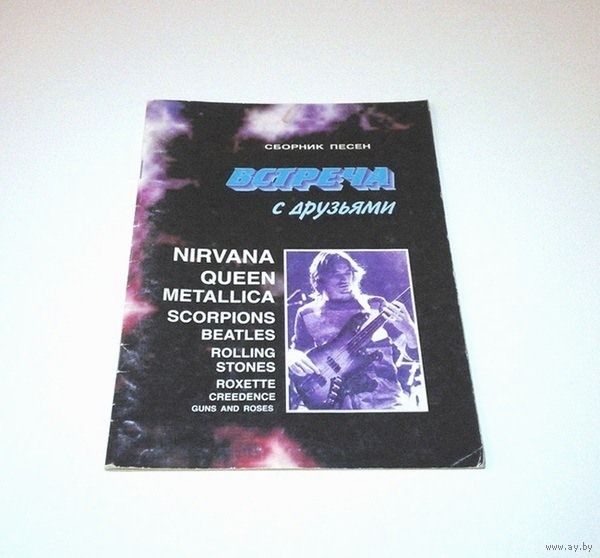 СБОРНИК ПЕСЕН
ВСТРЕЧА
с друзьями
NIRVANA
QUEEN
METALLICA
SCORPIONS
BEATLES
ROLLING
STONES
ROXETTE
CREEDENCE
GUNS AND ROSES
www.ay.by